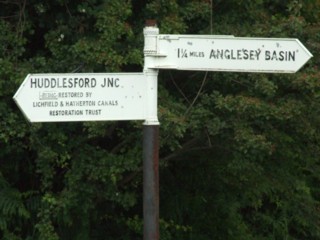 1¼ MILES ANGLESEY BASIN
HUDDLESFORD JNC.
RESTORED BY
LICHFIELD & HATHERTON CANALS
RESTORATION TRUST